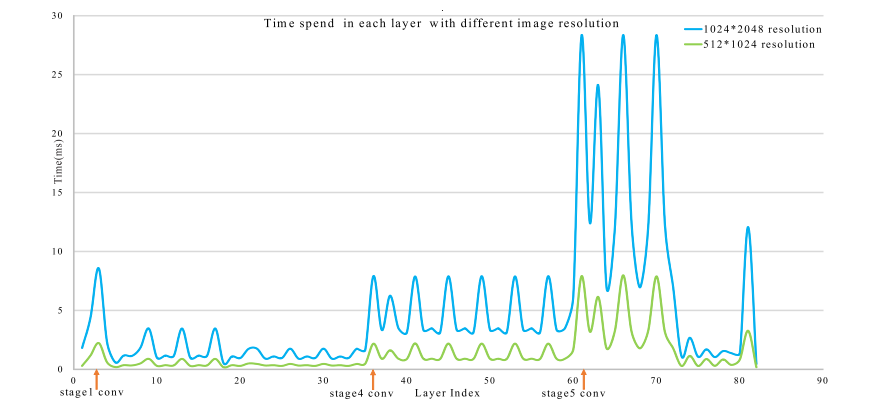 Time spend in each layer with different image resolution
1024*2048 resolution
512*1024 resolution
Time(ms)
30
25
20
15
10
5
0
0 10 20 30 40 50 60 70 80 90
stage1 conv
stage4 conv
Layer Index
stage5 conv